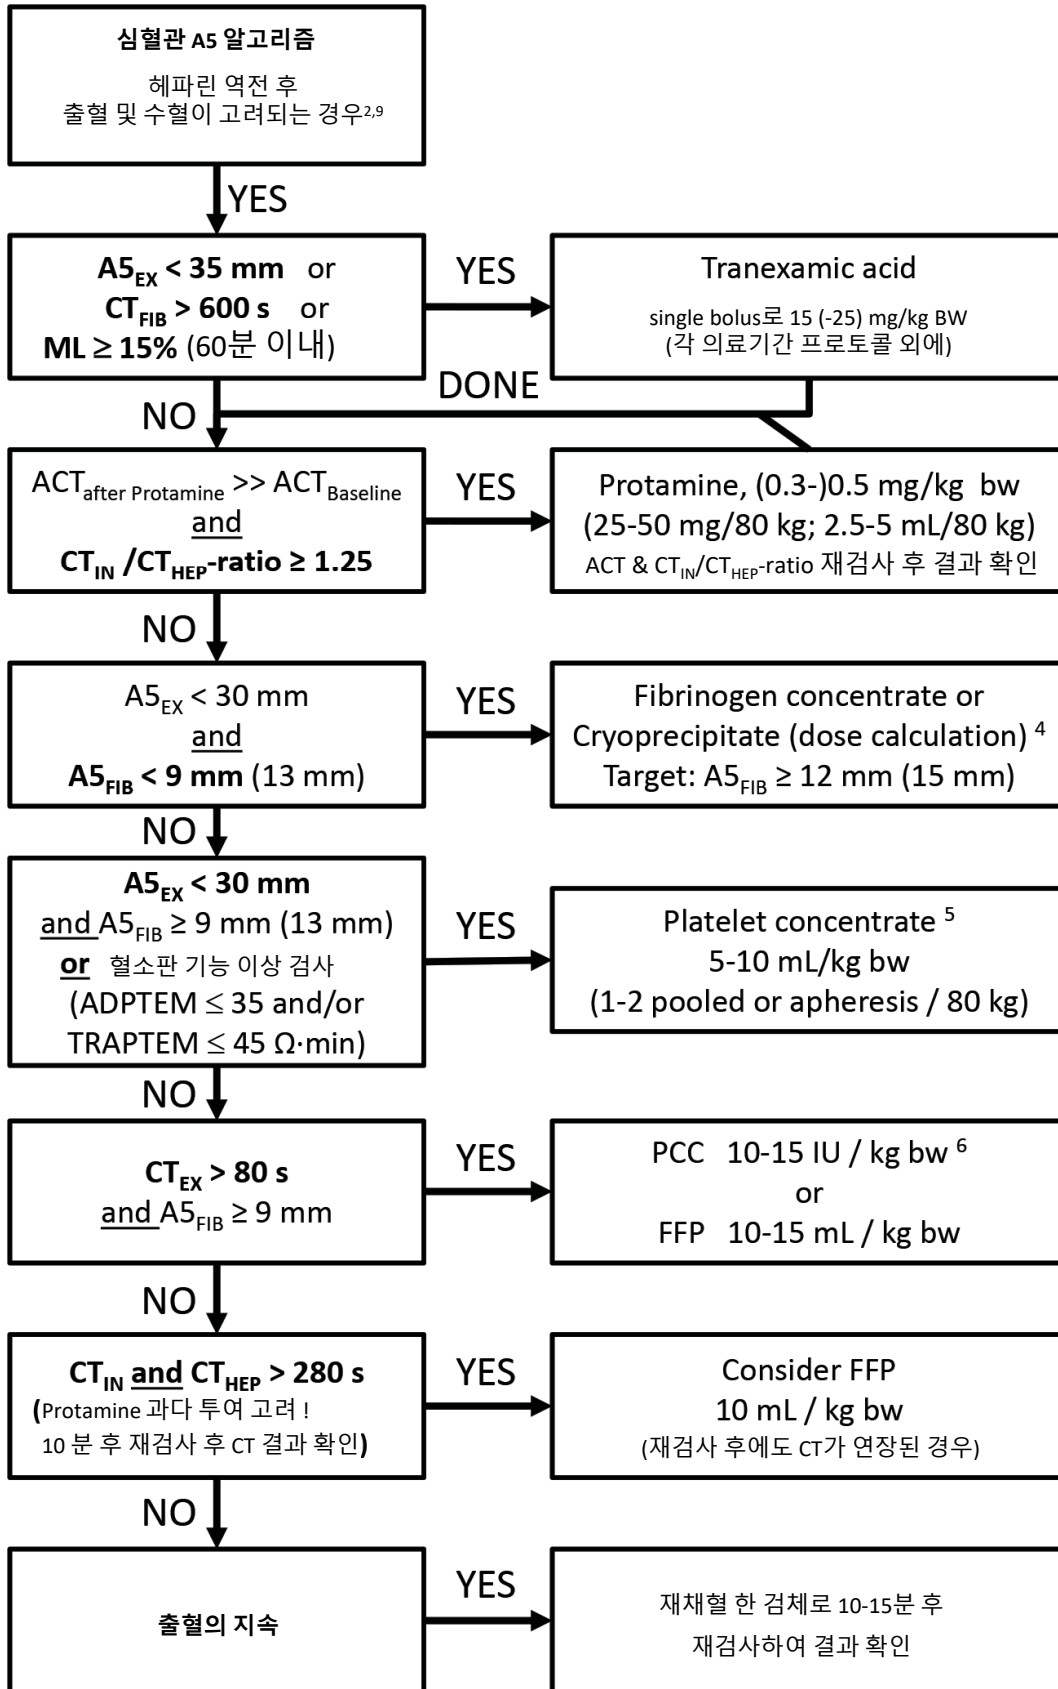 심혈관 A5 알고리즘
헤파린 역전 후
출혈 및 수혈이 고려되는 경우2,9
YES
A5EX < 35 mm or
CTFIB > 600 s or
ML ≥ 15% (60분 이내)
YES
Tranexamic acid
single bolus로 15 (-25) mg/kg BW
(각 의료기간 프로토콜 외에)
DONE
NO
ACTafter Protamine >> ACTBaseline
and
CTIN /CTHEP-ratio ≥ 1.25
YES
Protamine, (0.3-)0.5 mg/kg bw
(25-50 mg/80 kg; 2.5-5 mL/80 kg)
ACT & CTIN/CTHEP-ratio 재검사 후 결과 확인
NO
A5EX < 30 mm
and
A5FIB < 9 mm (13 mm)
YES
Fibrinogen concentrate or
Cryoprecipitate (dose calculation) 4
Target: A5FIB ≥ 12 mm (15 mm)
NO
A5EX < 30 mm
and A5FIB ≥ 9 mm (13 mm)
or 혈소판 기능 이상 검사
(ADPTEM ≤ 35 and/or
TRAPTEM ≤ 45 Ω·min)
YES
Platelet concentrate 5
5-10 mL/kg bw
(1-2 pooled or apheresis / 80 kg)
NO
CTEX > 80 s
and A5FIB ≥ 9 mm
YES
PCC 10-15 IU / kg bw 6
or
FFP 10-15 mL / kg bw
NO
CTIN and CTHEP > 280 s
(Protamine 과다 투여 고려 !
10 분 후 재검사 후 CT 결과 확인)
YES
Consider FFP
10 mL / kg bw
(재검사 후에도 CT가 연장된 경우)
NO
출혈의 지속
YES
재채혈 한 검체로 10-15분 후
재검사하여 결과 확인